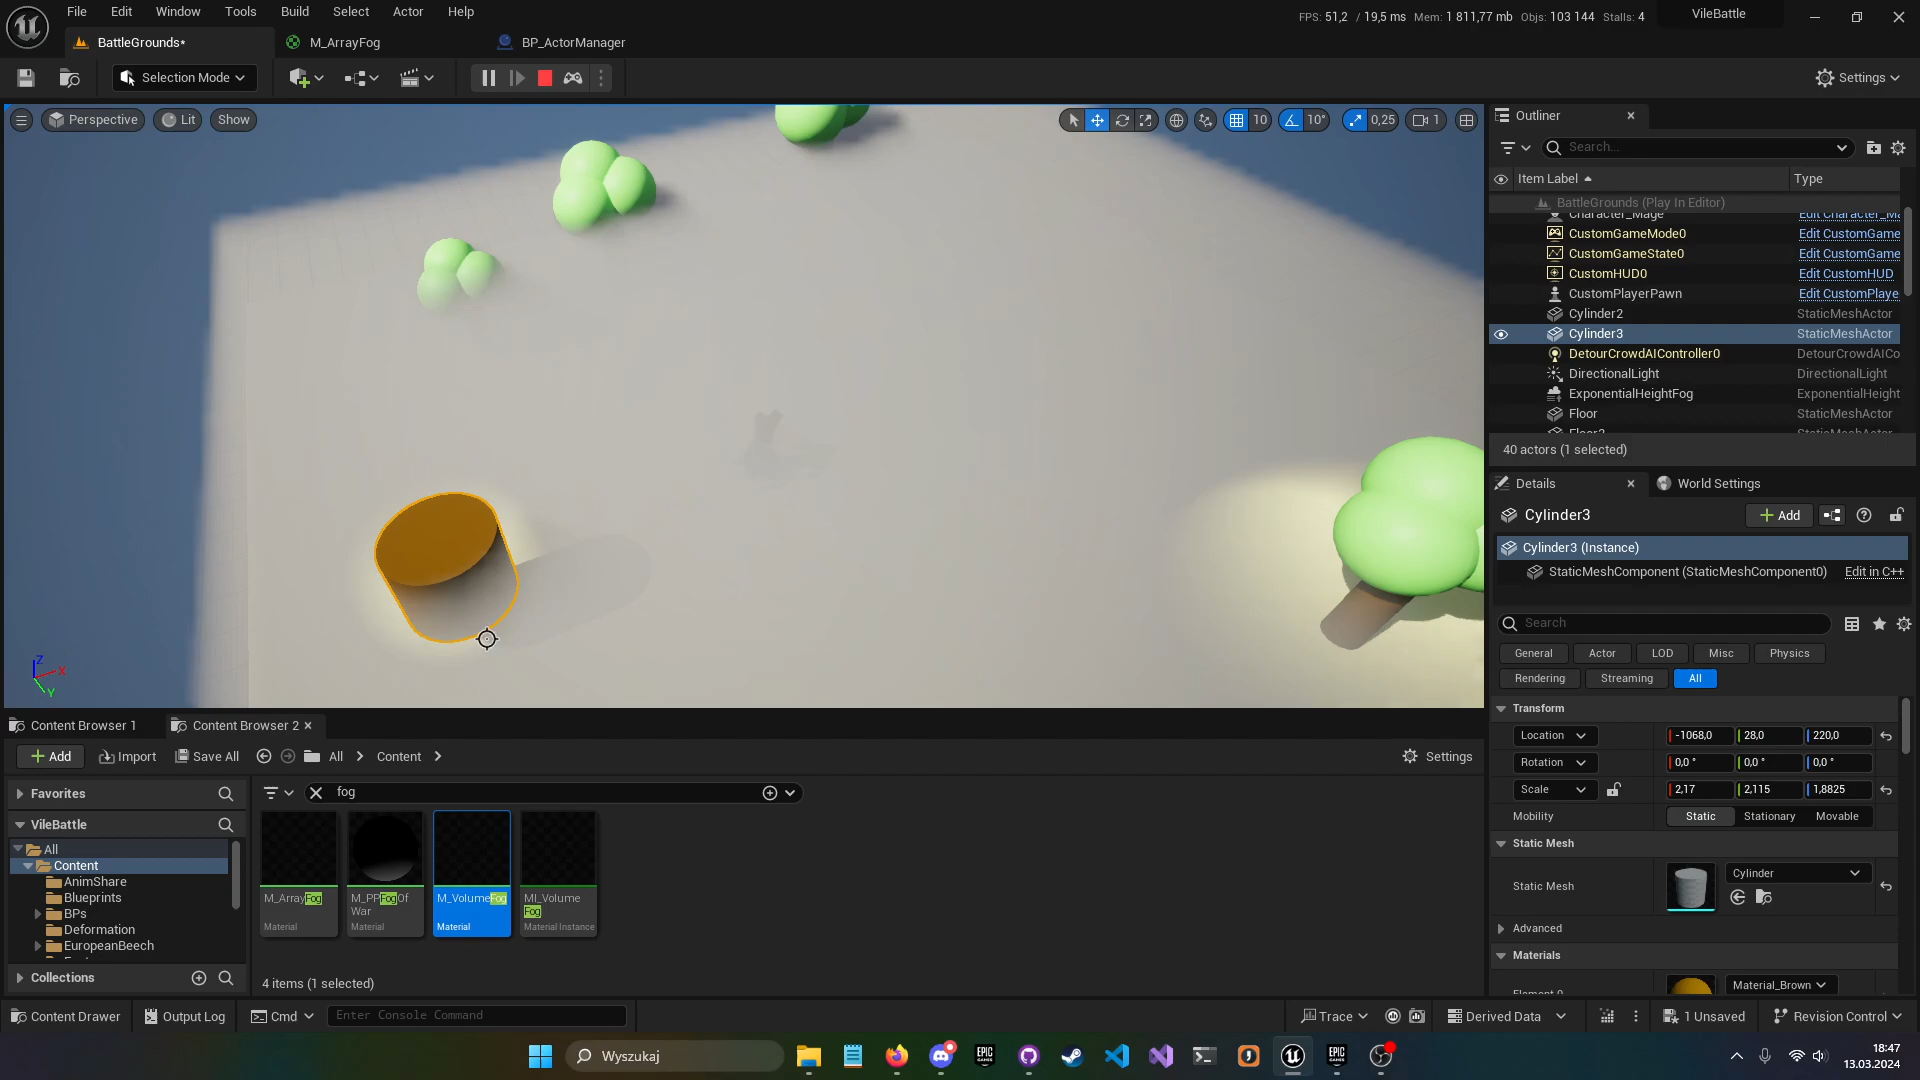 File Edit Window Tools Build Select Actor Help
FPS: 51,2 / 19,5 ms Mem: 1 811,77 mb Objs: 103 144 Stalls: 4
VileBattle
BattleGrounds*
M_ArrayFog
BP_ActorManager
Selection Mode
Settings
Perspective
Lit
Show
10
10°
0,25
1
Outliner
Search...
Item Label
Type
BattleGrounds (Play In Editor)
Character_Mage Edit Character_Ma
CustomGameMode0 Edit CustomGame
CustomGameState0 Edit CustomGame
CustomHUD0 Edit CustomHUD
CustomPlayerPawn Edit CustomPlaye
Cylinder2 StaticMeshActor
Cylinder3 StaticMeshActor
DetourCrowdAIController0 DetourCrowdAICo
DirectionalLight DirectionalLight
ExponentialHeightFog ExponentialHeight
Floor StaticMeshActor
Floor2 StaticMeshActor
40 actors (1 selected)
Details
World Settings
Cylinder3
Add
Cylinder3 (Instance)
StaticMeshComponent (StaticMeshComponent0) Edit in C++
Search
General Actor LOD Misc Physics
Rendering Streaming All
Transform
Location -1068,0 28,0 220,0
Rotation 0,0 ° 0,0 ° 0,0 °
Scale 2,17 2,115 1,8825
Mobility Static Stationary Movable
Static Mesh
Static Mesh
Cylinder
Advanced
Materials
Element 0
Material_Brown
Z
X
Y
Content Browser 1
Content Browser 2
Add
Import
Save All
All
Content
Settings
Favorites
VileBattle
All
Content
AnimShare
Blueprints
BPs
Deformation
EuropeanBeech
Collections
fog
M_ArrayFog
Material
M_PPFogOf
War
Material
M_VolumeFog
Material
MI_Volume
Fog
Material Instance
4 items (1 selected)
Content Drawer
Output Log
Cmd
Enter Console Command
Trace
Derived Data
1 Unsaved
Revision Control
Wyszukaj
EPIC
GAMES
EPIC
GAMES
18:47
13.03.2024